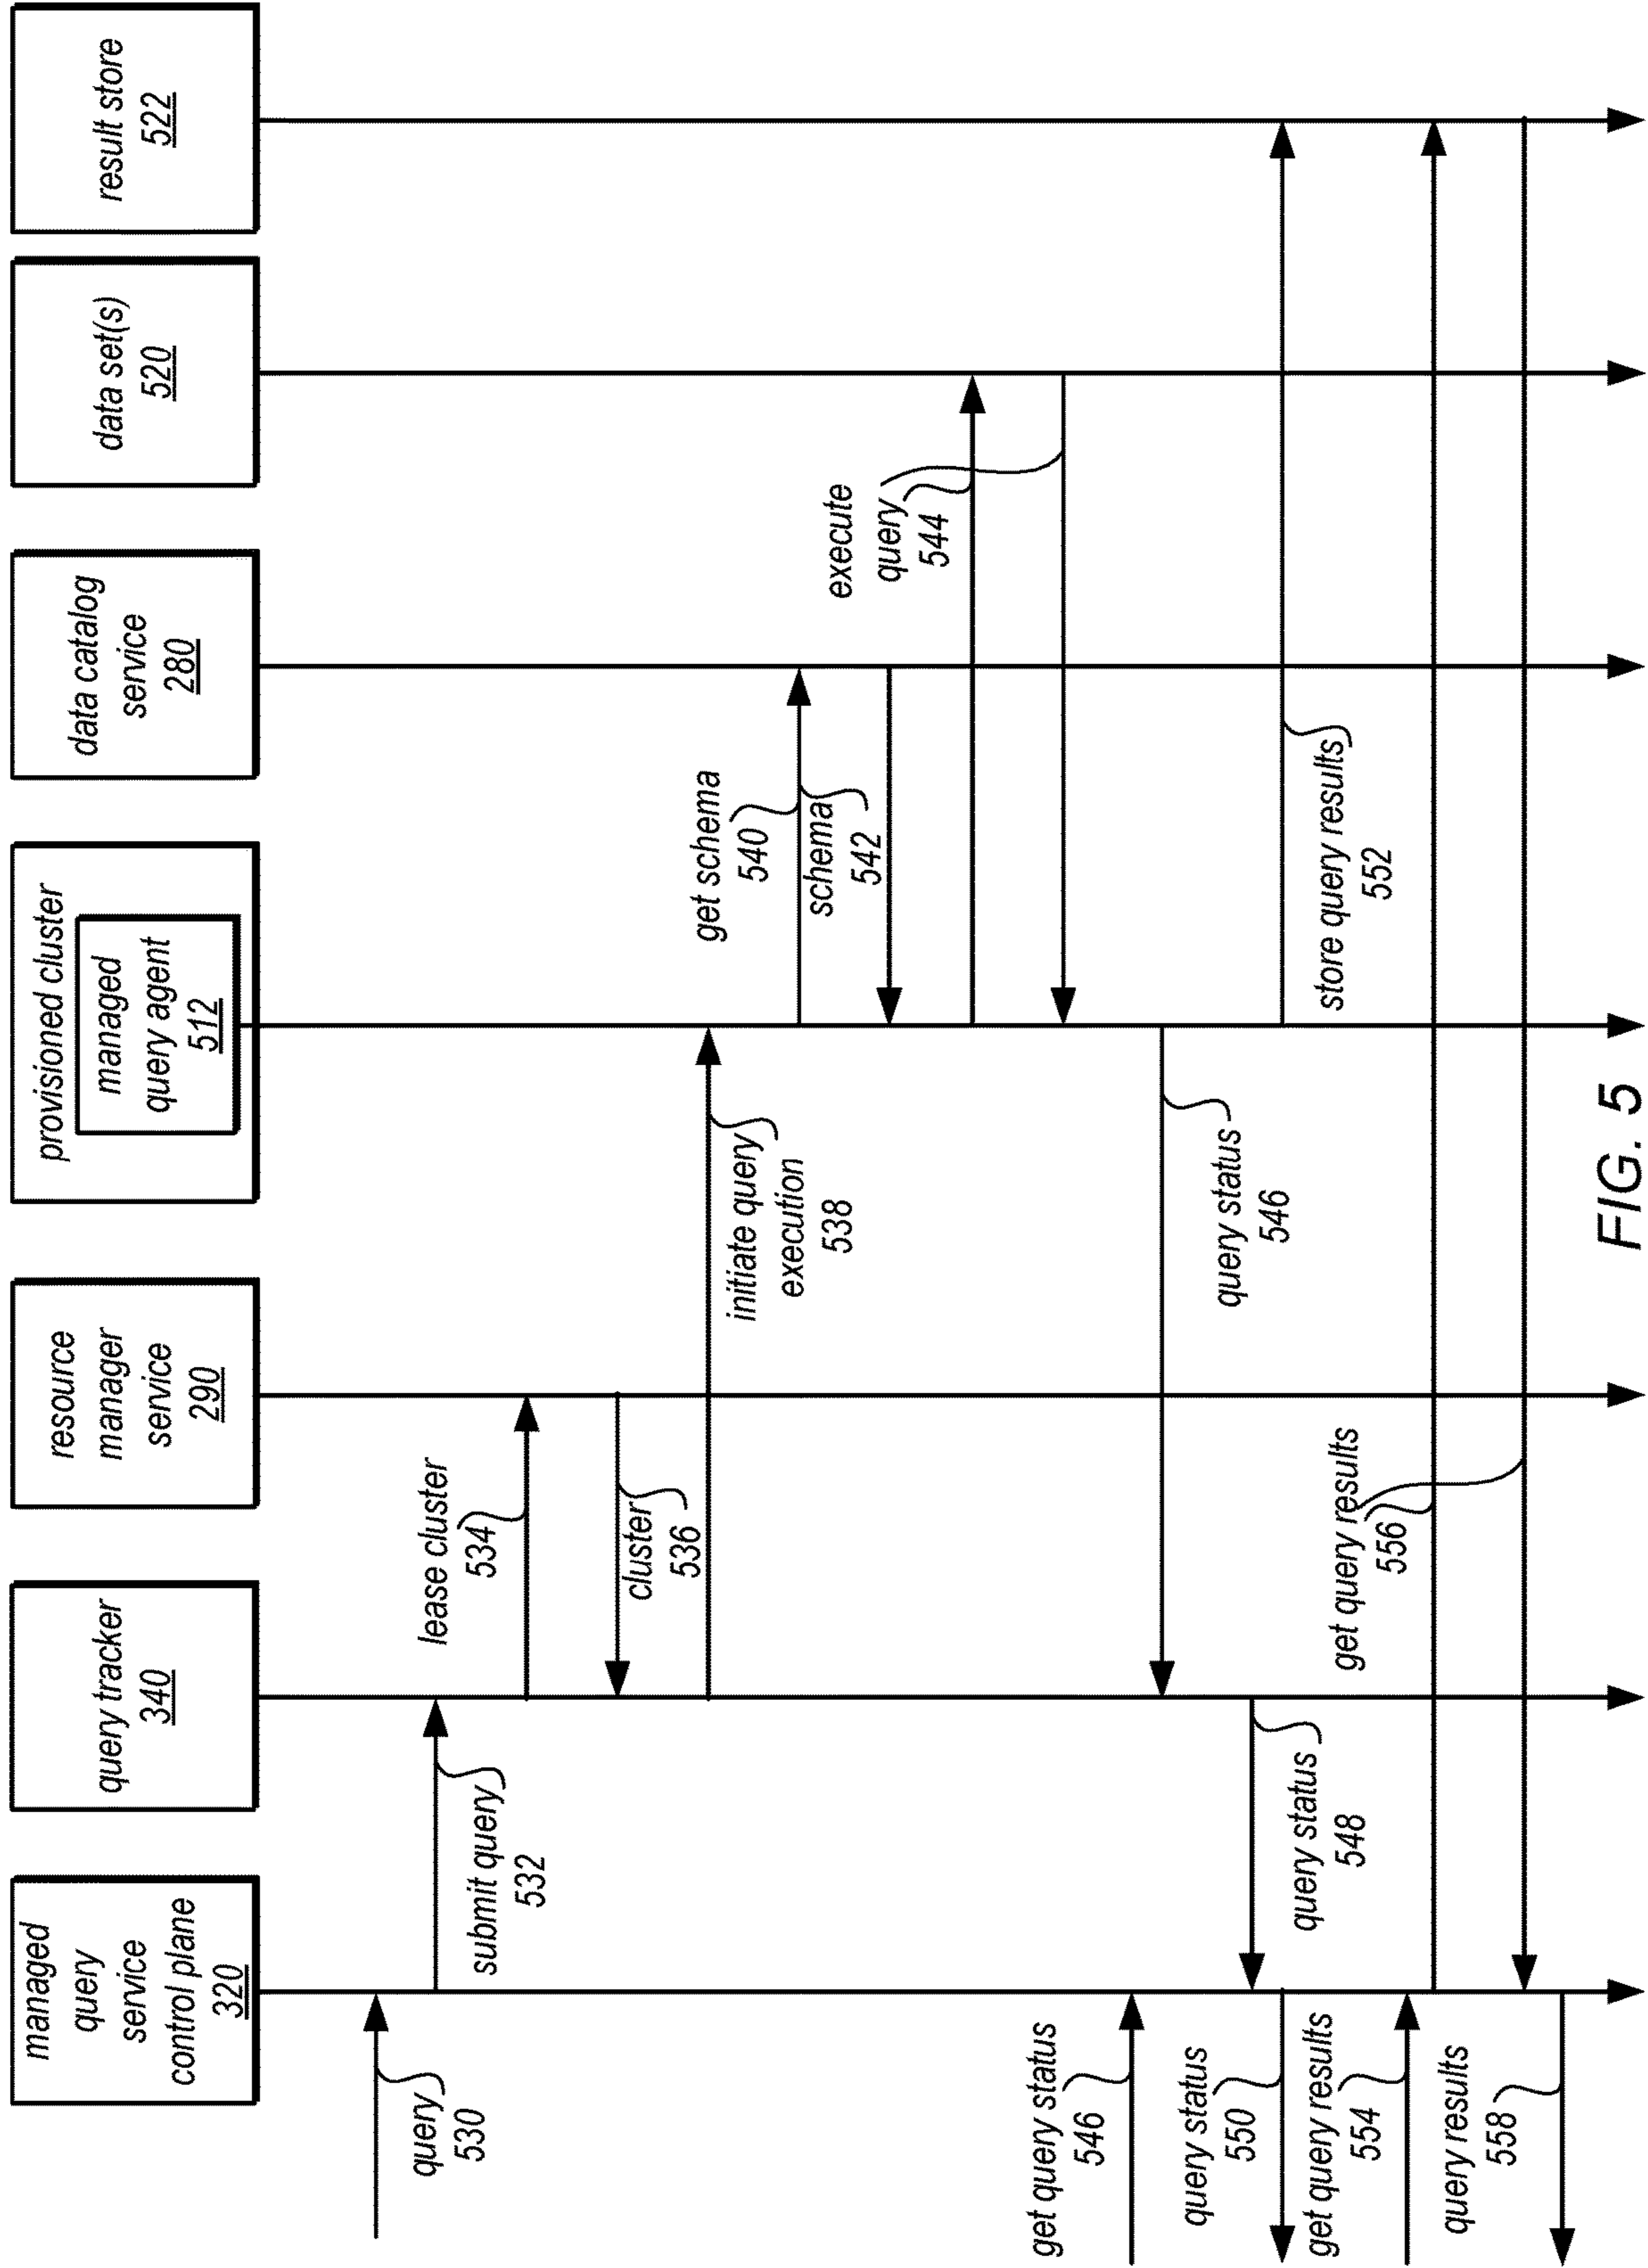 managed
query
service
control plane
320
query tracker
340
resource
manager
service
290
provisioned cluster
managed
query agent
512
data catalog
service
280
data set(s)
520
result store
522
query
530
submit query
532
lease cluster
534
cluster
536
initiate query
execution
538
get schema
540
schema
542
execute
query
544
get query status
546
query status
546
query status
548
query status
550
store query results
552
get query results
554
get query results
556
query results
558
FIG. 5